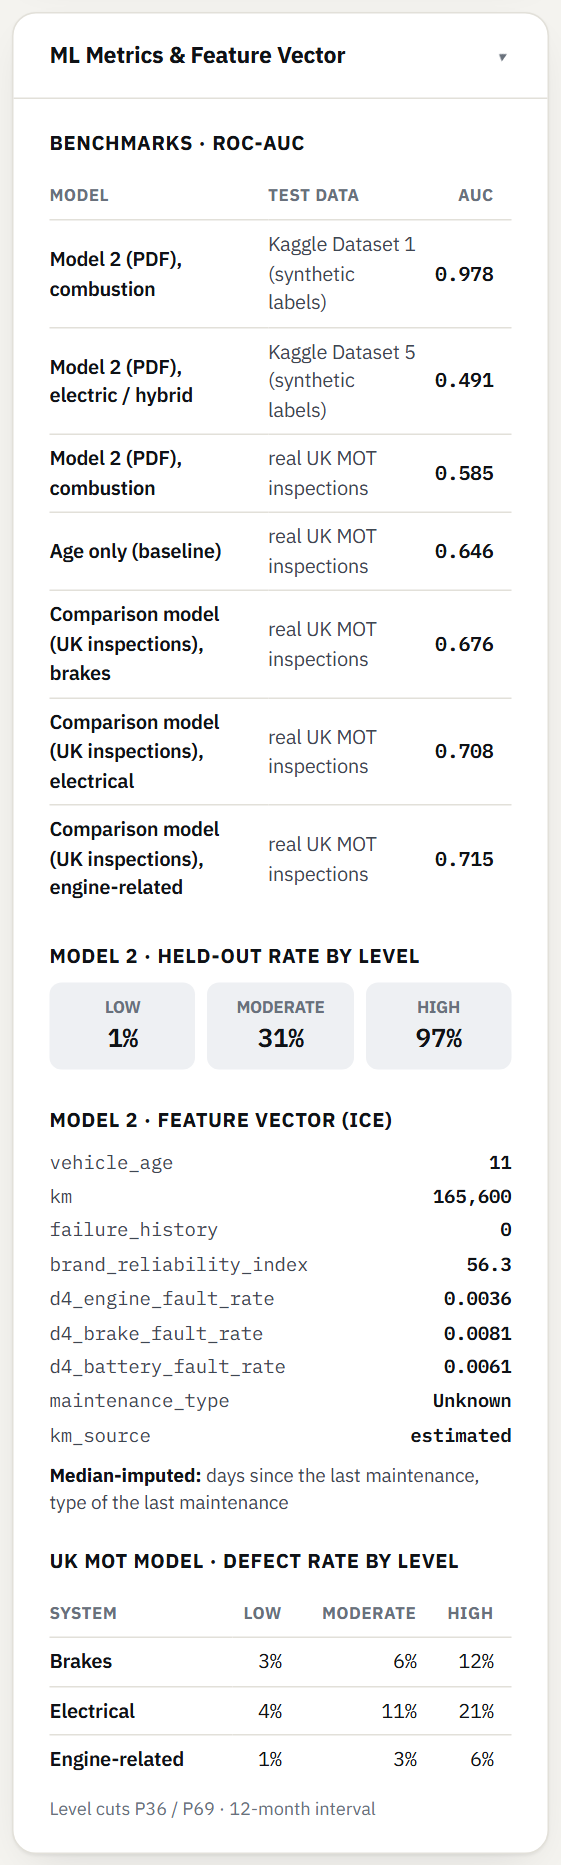 ML Metrics & Feature Vector ▼
BENCHMARKS · ROC-AUC
MODEL TEST DATA AUC
Model 2 (PDF),
combustion
Kaggle Dataset 1
(synthetic
labels)
0.978
Model 2 (PDF),
electric / hybrid
Kaggle Dataset 5
(synthetic
labels)
0.491
Model 2 (PDF),
combustion
real UK MOT
inspections
0.585
Age only (baseline)
real UK MOT
inspections
0.646
Comparison model
(UK inspections),
brakes
real UK MOT
inspections
0.676
Comparison model
(UK inspections),
electrical
real UK MOT
inspections
0.708
Comparison model
(UK inspections),
engine-related
real UK MOT
inspections
0.715
MODEL 2 · HELD-OUT RATE BY LEVEL
LOW MODERATE HIGH
1% 31% 97%
MODEL 2 · FEATURE VECTOR (ICE)
vehicle_age 11
km 165,600
failure_history 0
brand_reliability_index 56.3
d4_engine_fault_rate 0.0036
d4_brake_fault_rate 0.0081
d4_battery_fault_rate 0.0061
maintenance_type Unknown
km_source estimated
Median-imputed: days since the last maintenance,
type of the last maintenance
UK MOT MODEL · DEFECT RATE BY LEVEL
SYSTEM LOW MODERATE HIGH
Brakes 3% 6% 12%
Electrical 4% 11% 21%
Engine-related 1% 3% 6%
Level cuts P36 / P69 · 12-month interval